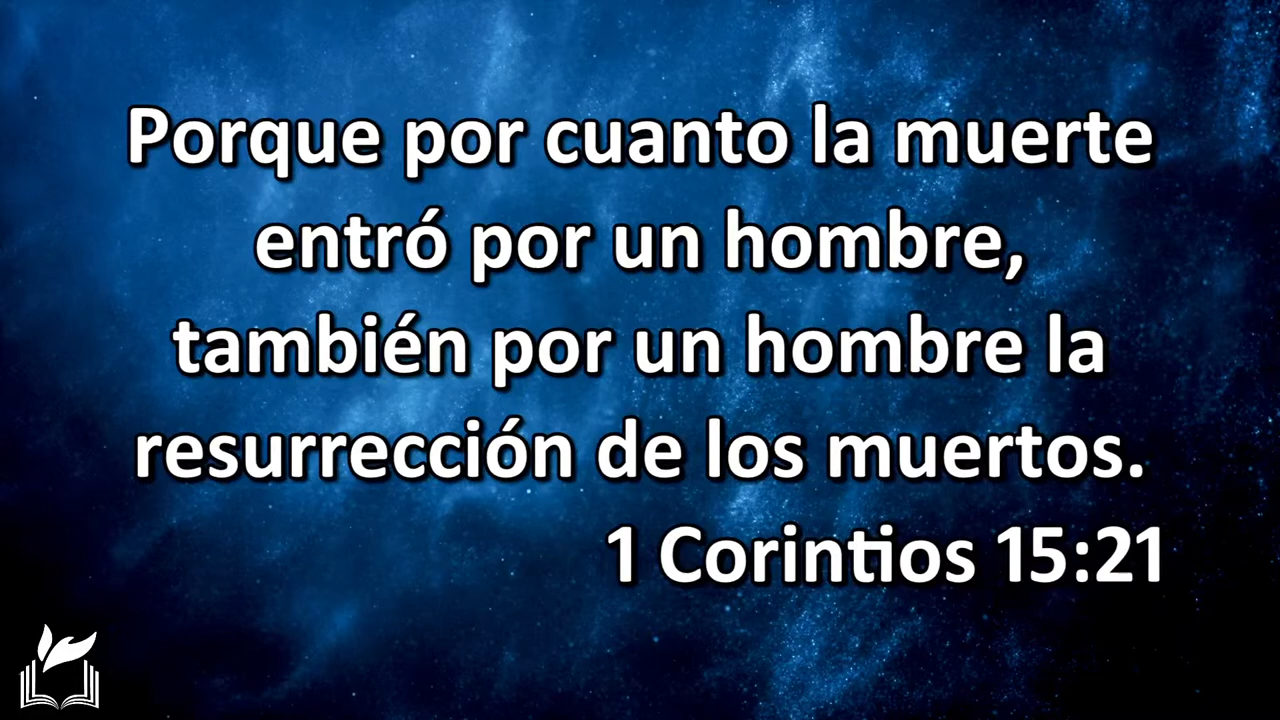 Porque por cuanto la muerte
entró por un hombre,
también por un hombre la
resurrección de los muertos.
1 Corintios 15:21